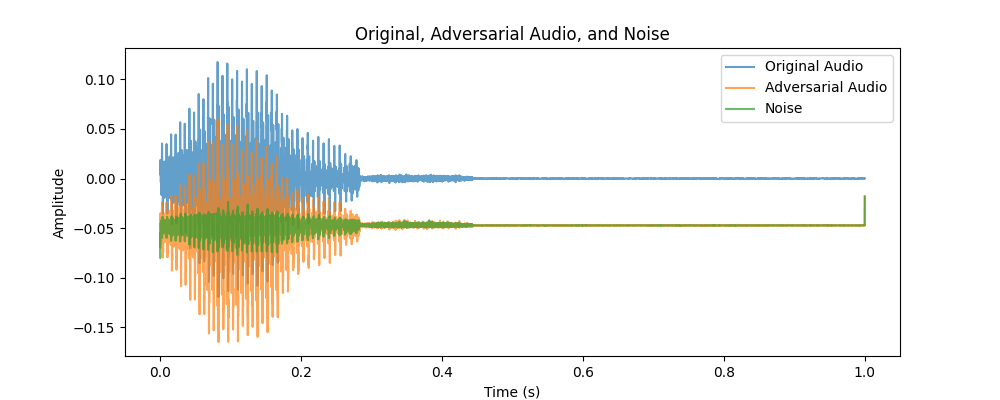 Original, Adversarial Audio, and Noise
Original Audio
Adversarial Audio
Noise
Amplitude
0.10
0.05
0.00
−0.05
−0.10
−0.15
0.0 0.2 0.4 0.6 0.8 1.0
Time (s)